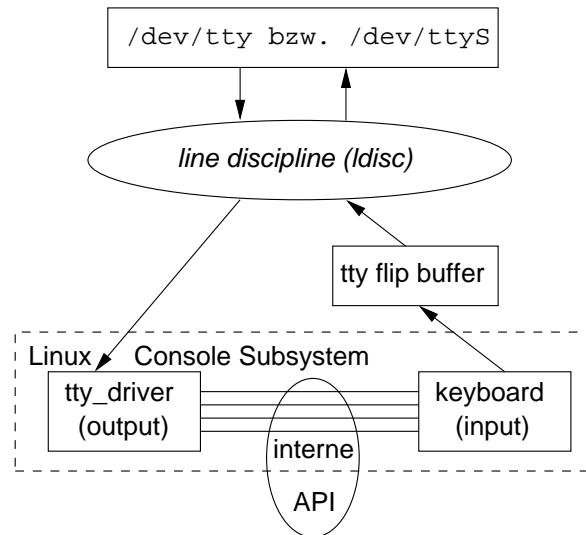 /dev/tty bzw. /dev/ttyS
line discipline (ldisc)
tty flip buffer
Linux Console Subsystem
tty_driver
(output)
keyboard
(input)
interne
API